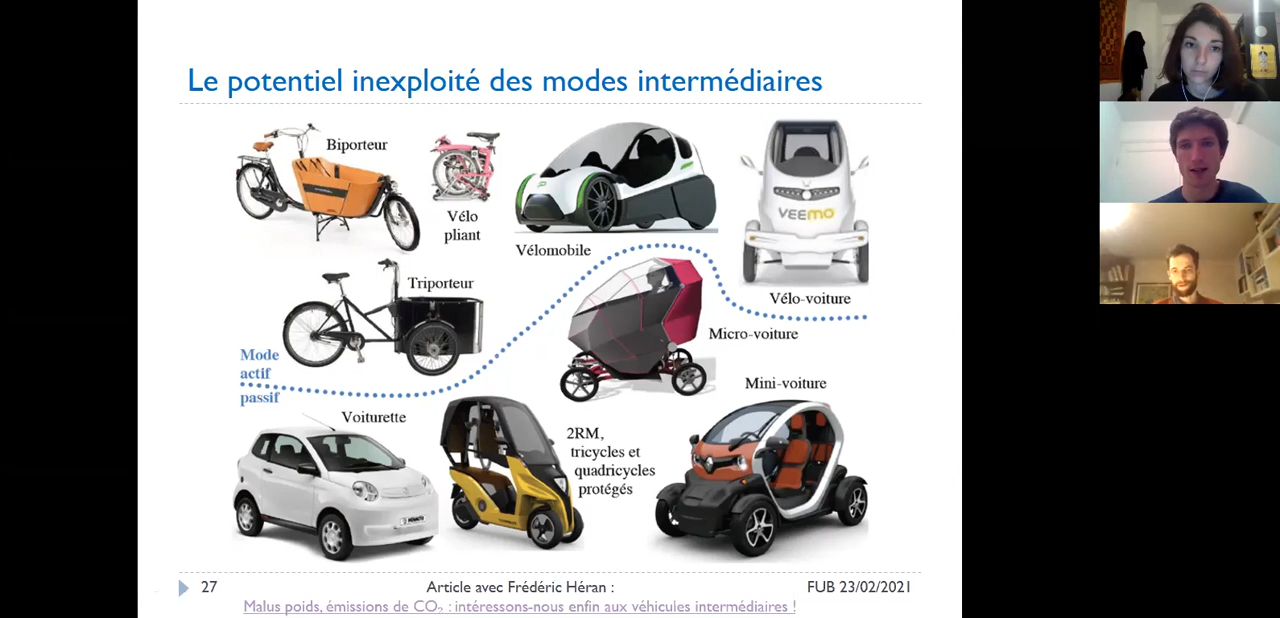 Le potentiel inexploité des modes intermédiaires
Biporteur
Vélo
pliant
Vélomobile
VEEMO
Vélo-voiture
Triporteur
Micro-voiture
Mode
actif
passif
Mini-voiture
Voiturette
2RM,
tricycles et
quadricycles
protégés
27
Article avec Frédéric Héran :
FUB 23/02/2021
Malus poids, émissions de CO₂ : intéressons-nous enfin aux véhicules intermédiaires !